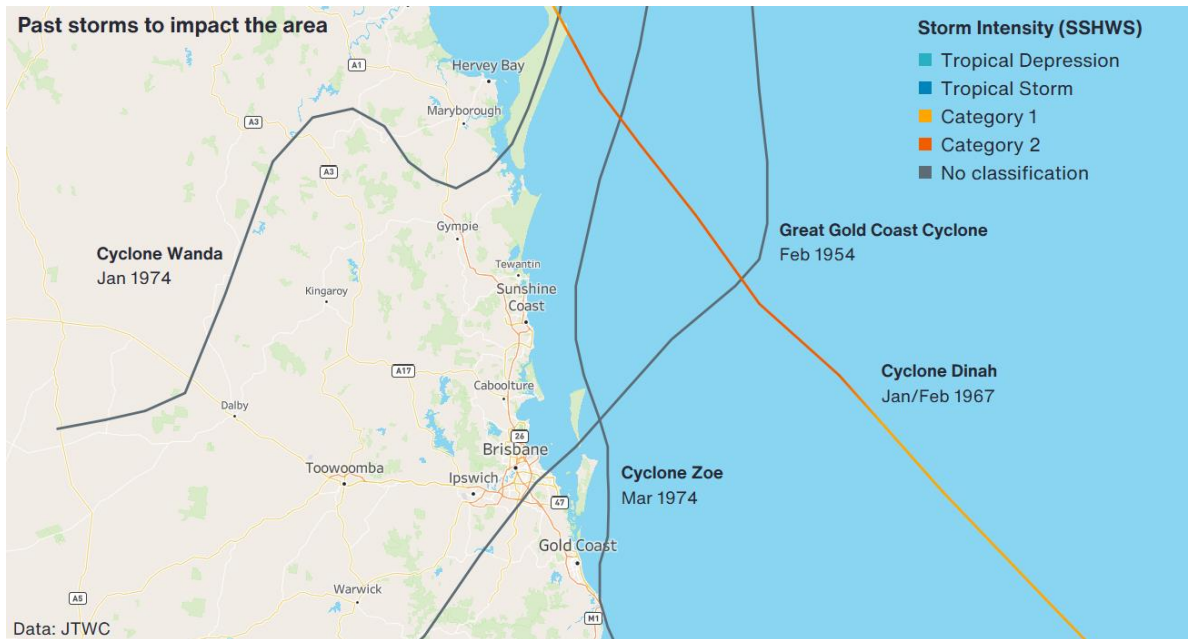 Past storms to impact the area
Storm Intensity (SSHWS)
Tropical Depression
Tropical Storm
Category 1
Category 2
No classification
A1
Hervey Bay
Maryborough
A3
A3
Great Gold Coast Cyclone
Feb 1954
Gympie
Cyclone Wanda
Jan 1974
Tewantin
Sunshine
Coast
Kingaroy
Cyclone Dinah
Jan/Feb 1967
A17
Caboolture
Dalby
26
Brisbane
Toowoomba
Ipswich
Cyclone Zoe
Mar 1974
47
Gold Coast
Warwick
A5
M1
Data: JTWC